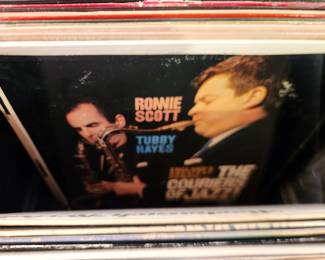 RONNIE
SCOTT
TUBBY
HAYES
THE
COURIERS
OF JAZZ